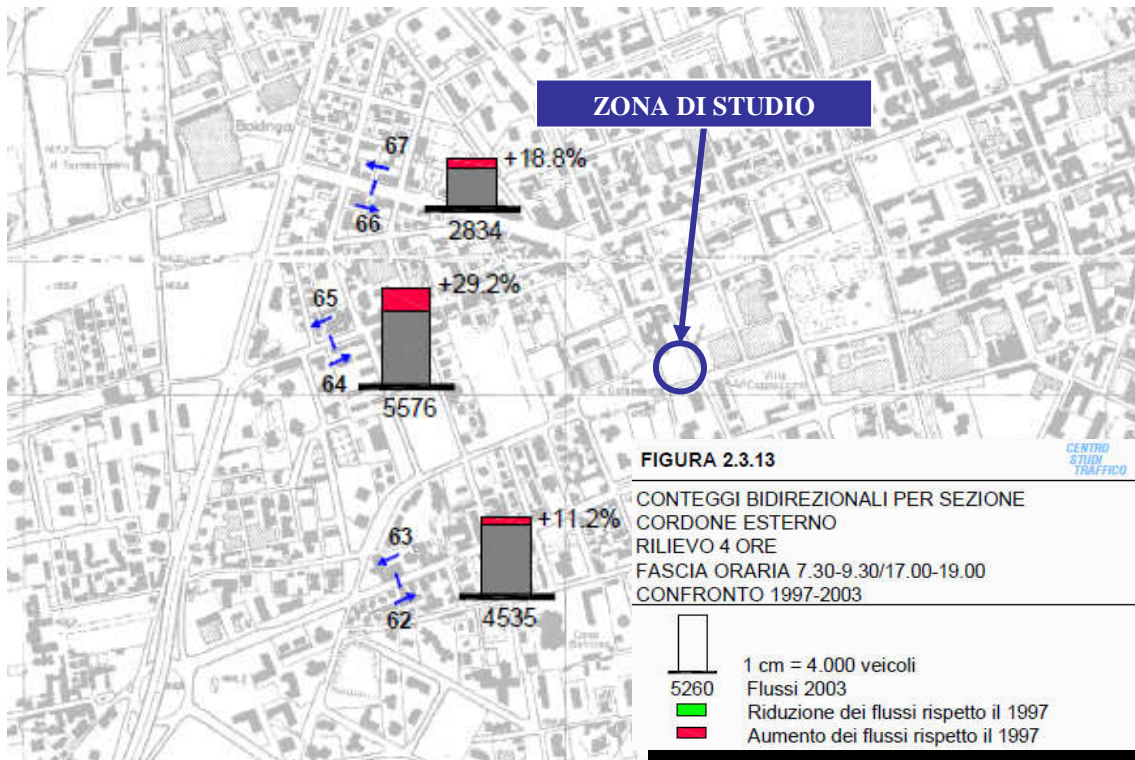 ZONA DI STUDIO
67
+18.8%
66
2834
+29.2%
65
64
5576
+11.2%
63
62
4535
FIGURA 2.3.13
CENTRO
STUDI
TRAFFICO
CONTEGGI BIDIREZIONALI PER SEZIONE
CORDONE ESTERNO
RILIEVO 4 ORE
FASCIA ORARIA 7.30-9.30/17.00-19.00
CONFRONTO 1997-2003
1 cm = 4.000 veicoli
5260 Flussi 2003
Riduzione dei flussi rispetto il 1997
Aumento dei flussi rispetto il 1997